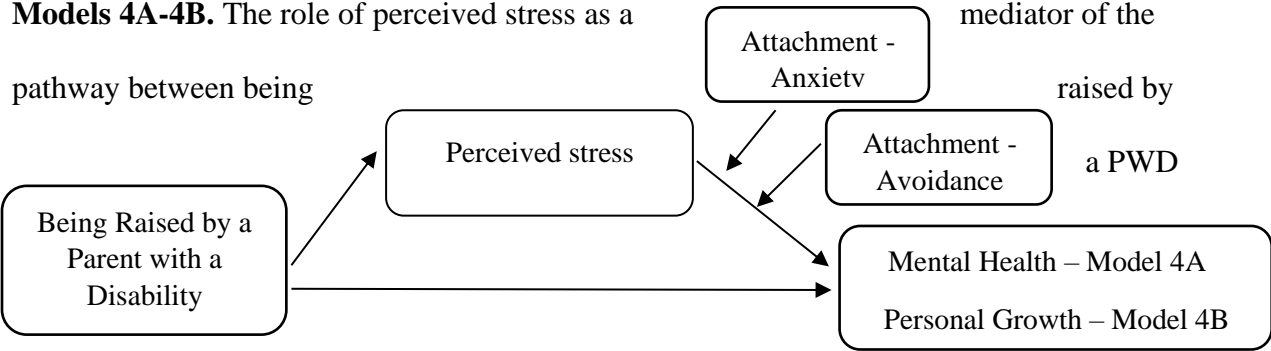 Models 4A-4B. The role of perceived stress as a mediator of the
pathway between being raised by
a PWD
Attachment -
Anxiety
Attachment -
Avoidance
Perceived stress
Being Raised by a
Parent with a
Disability
Mental Health – Model 4A
Personal Growth – Model 4B